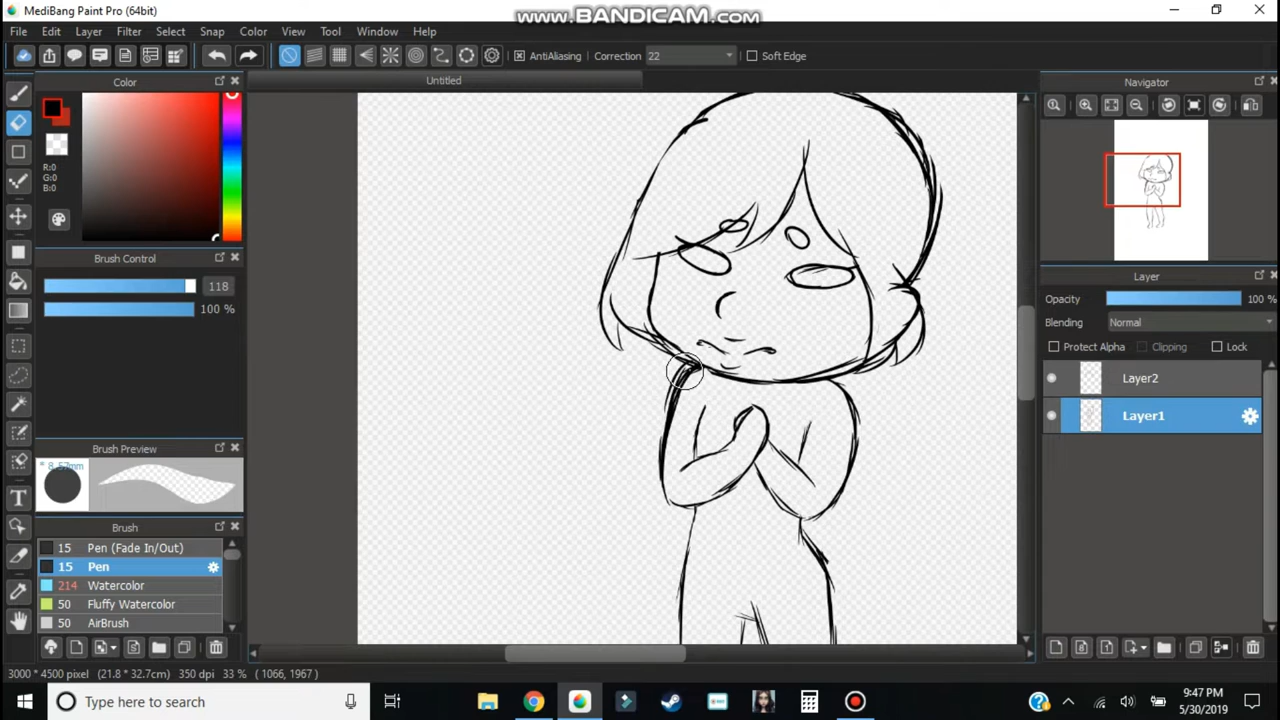 MediBang Paint Pro (64bit)
www.BANDICAM.com
File Edit Layer Filter Select Snap Color View Tool Window Help
AntiAliasing Correction 22 Soft Edge
Color
Untitled
Navigator
R:0
G:0
B:0
Brush Control
118
100 %
Layer
Opacity 100 %
Blending Normal
Protect Alpha Clipping Lock
Layer2
Layer1
Brush Preview
* 8.57mm
Brush
15 Pen (Fade In/Out)
15 Pen
214 Watercolor
50 Fluffy Watercolor
50 AirBrush
3000 * 4500 pixel (21.8 * 32.7cm) 350 dpi 33 % ( 1066, 1967 )
Type here to search
9:47 PM
5/30/2019